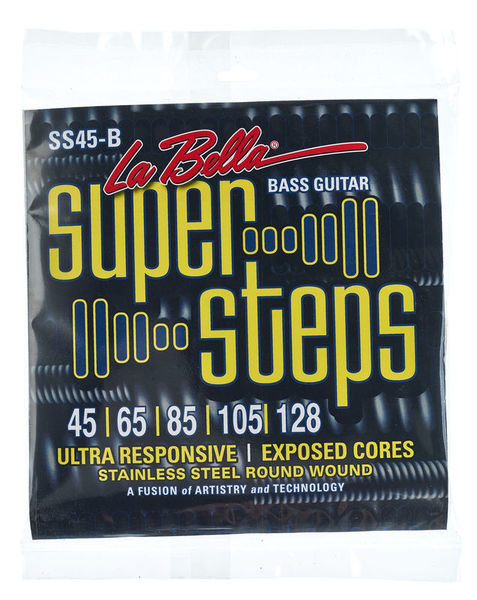 SS45-B
La Bella®
BASS GUITAR
super
steps
45 | 65 | 85 | 105 | 128
ULTRA RESPONSIVE | EXPOSED CORES
STAINLESS STEEL ROUND WOUND
A FUSION of ARTISTRY and TECHNOLOGY